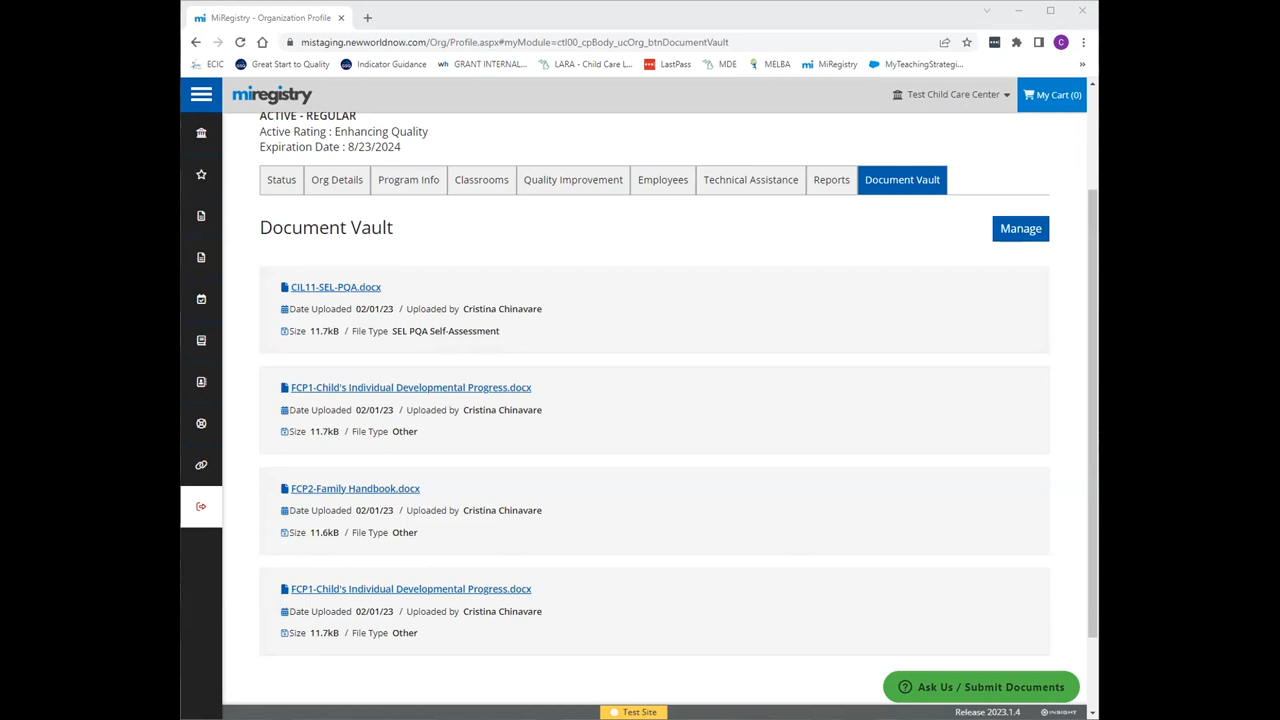 mi MiRegistry - Organization Profile
mistaging.newworldnow.com/Org/Profile.aspx#myModule=ctl00_cpBody_ucOrg_btnDocumentVault
C
ECIC Great Start to Quality Indicator Guidance wh GRANT INTERNAL... LARA - Child Care L... LastPass MDE MELBA mi MiRegistry MyTeachingStrategi... »
miregistry Test Child Care Center My Cart (0)
ACTIVE - REGULAR
Active Rating : Enhancing Quality
Expiration Date : 8/23/2024
Status Org Details Program Info Classrooms Quality Improvement Employees Technical Assistance Reports Document Vault
Document Vault Manage
CIL11-SEL-PQA.docx
Date Uploaded 02/01/23 / Uploaded by Cristina Chinavare
Size 11.7kB / File Type SEL PQA Self-Assessment
FCP1-Child's Individual Developmental Progress.docx
Date Uploaded 02/01/23 / Uploaded by Cristina Chinavare
Size 11.7kB / File Type Other
FCP2-Family Handbook.docx
Date Uploaded 02/01/23 / Uploaded by Cristina Chinavare
Size 11.6kB / File Type Other
FCP1-Child's Individual Developmental Progress.docx
Date Uploaded 02/01/23 / Uploaded by Cristina Chinavare
Size 11.7kB / File Type Other
Ask Us / Submit Documents
Test Site Release 2023.1.4 INSIGHT